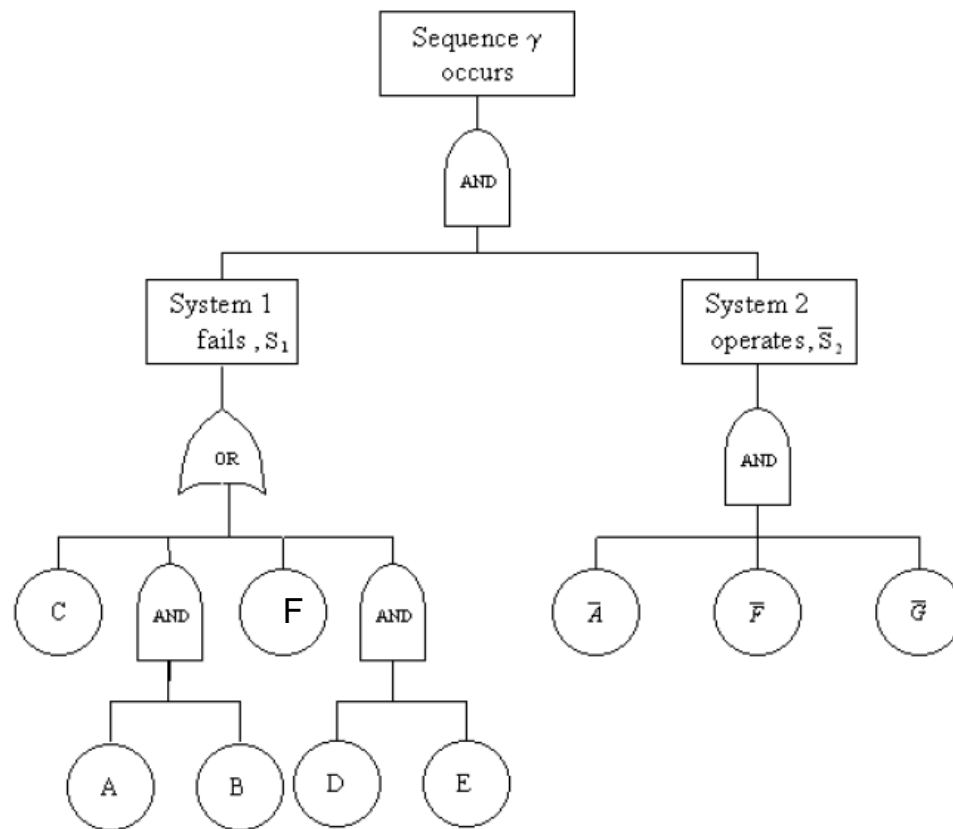 Sequence γ
occurs
AND
System 1
fails , S₁
System 2
operates, S̅₂
OR
AND
C
AND
F
AND
A̅
F̅
G̅
A
B
D
E